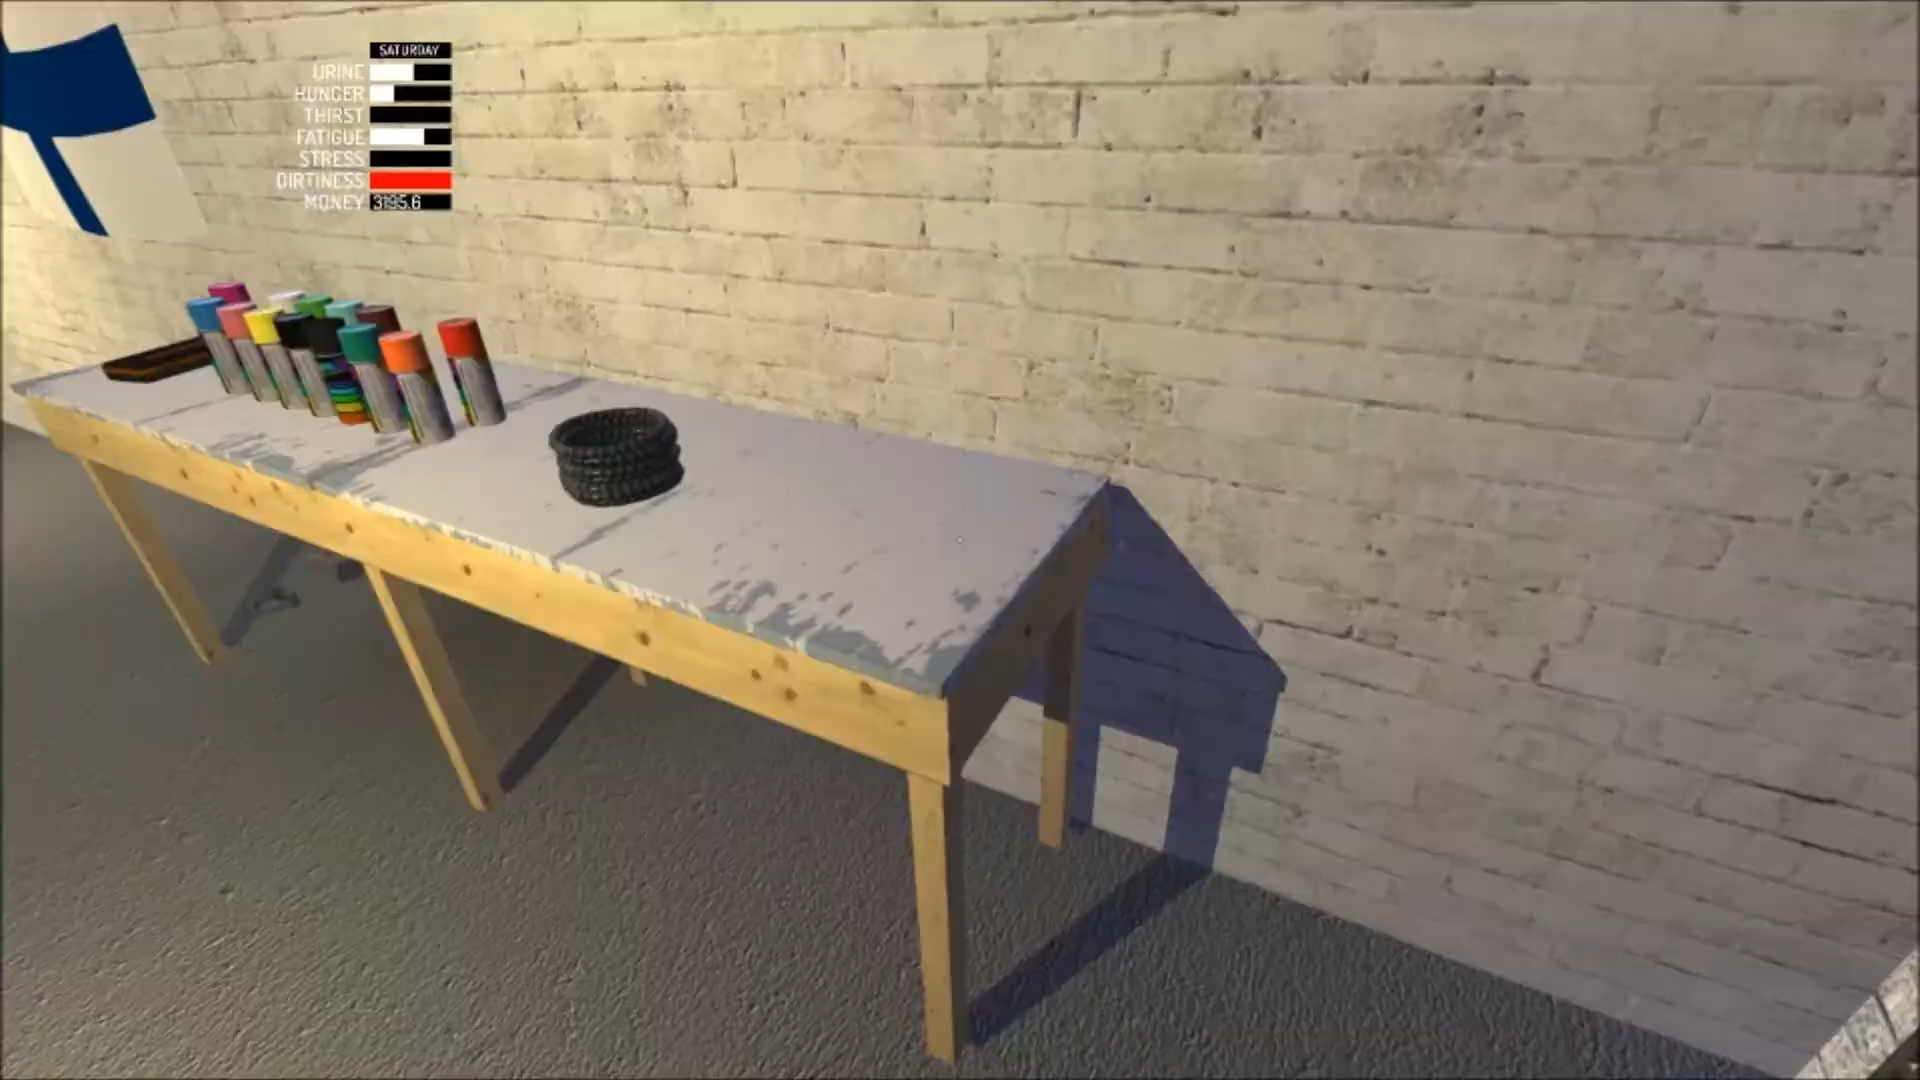 SATURDAY
URINE
HUNGER
THIRST
FATIGUE
STRESS
DIRTINESS
MONEY 3195.6